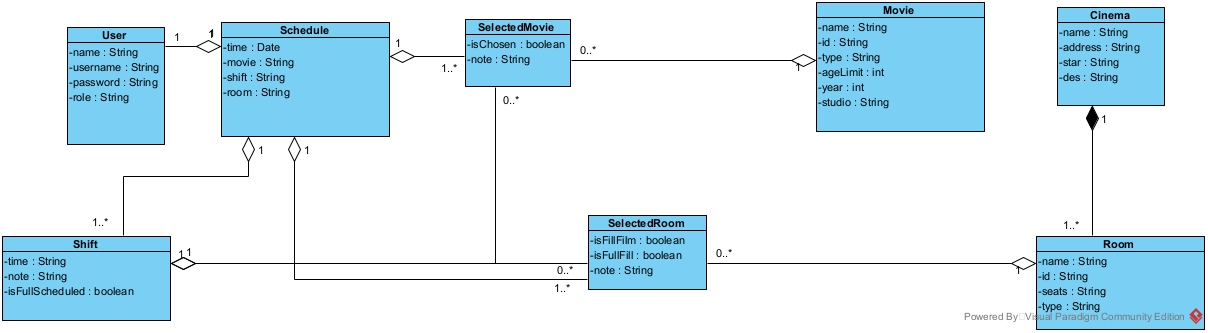 User
-name : String
-username : String
-password : String
-role : String
1
1
Schedule
-time : Date
-movie : String
-shift : String
-room : String
1
1..*
SelectedMovie
-isChosen : boolean
-note : String
0..*
1
Movie
-name : String
-id : String
-type : String
-ageLimit : int
-year : int
-studio : String
Cinema
-name : String
-address : String
-star : String
-des : String
1
1..*
0..*
1
1
1..*
Shift
-time : String
-note : String
-isFullScheduled : boolean
1
1
0..*
1..*
SelectedRoom
-isFillFilm : boolean
-isFullFill : boolean
-note : String
0..*
1
Room
-name : String
-id : String
-seats : String
-type : String
Powered By Visual Paradigm Community Edition